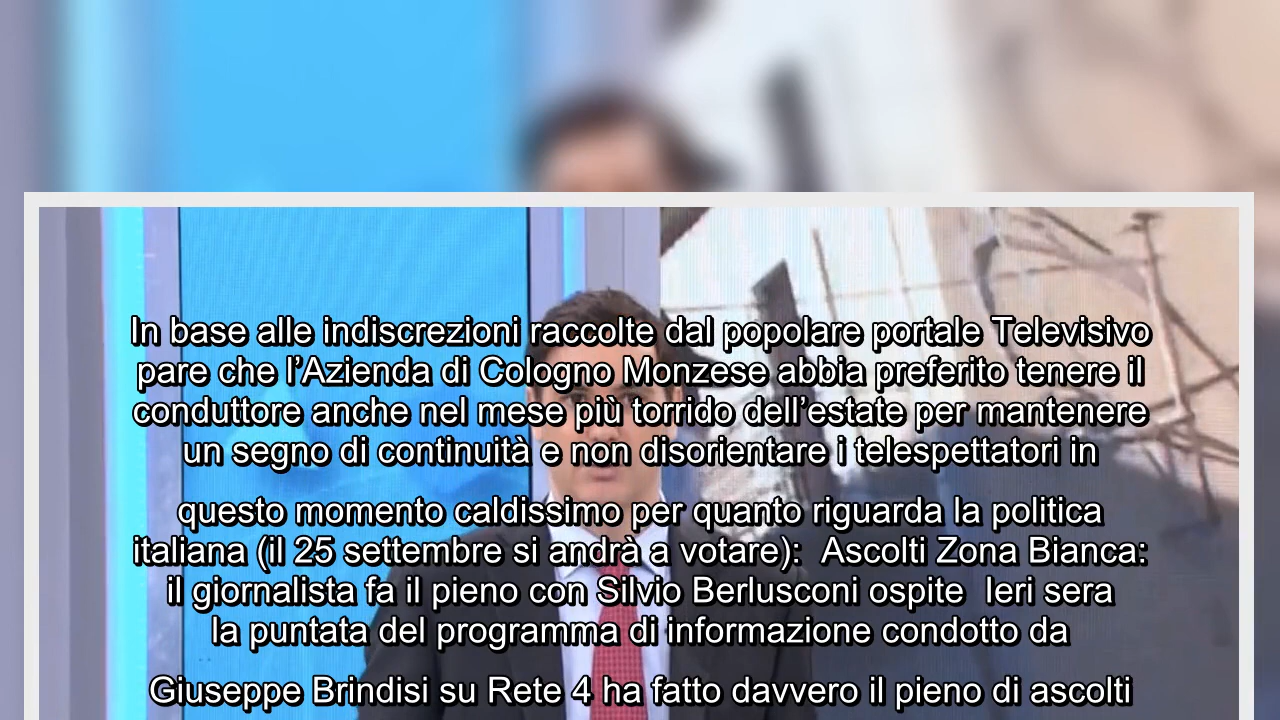 In base alle indiscrezioni raccolte dal popolare portale Televisivo
pare che l’Azienda di Cologno Monzese abbia preferito tenere il
conduttore anche nel mese più torrido dell’estate per mantenere
un segno di continuità e non disorientare i telespettatori in
questo momento caldissimo per quanto riguarda la politica
italiana (il 25 settembre si andrà a votare):  Ascolti Zona Bianca:
il giornalista fa il pieno con Silvio Berlusconi ospite  Ieri sera
la puntata del programma di informazione condotto da
Giuseppe Brindisi su Rete 4 ha fatto davvero il pieno di ascolti